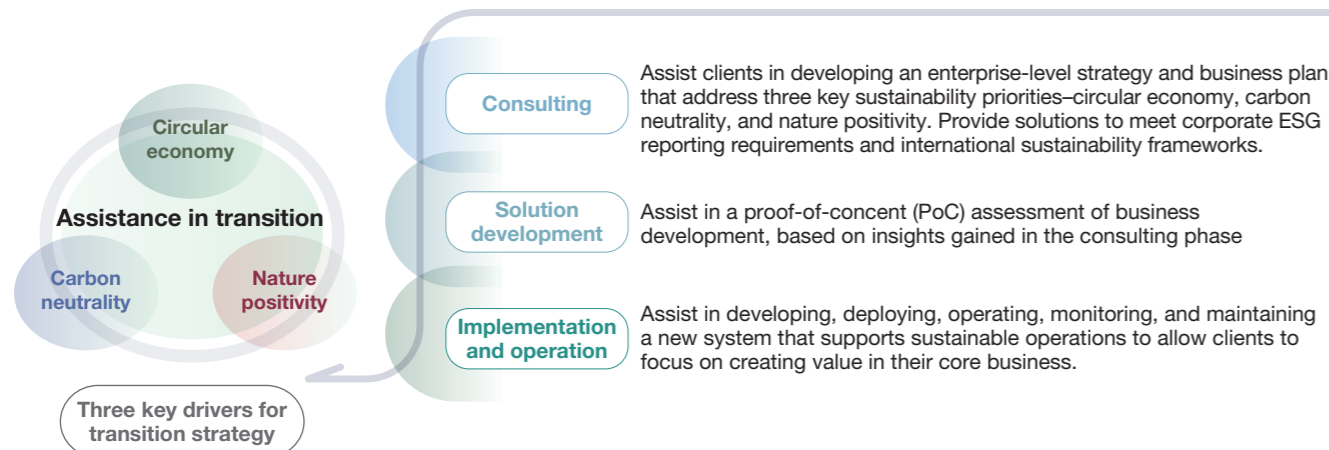 Circular
economy
Assistance in transition
Carbon
neutrality
Nature
positivity
Three key drivers for
transition strategy
Consulting
Assist clients in developing an enterprise-level strategy and business plan
that address three key sustainability priorities–circular economy, carbon
neutrality, and nature positivity. Provide solutions to meet corporate ESG
reporting requirements and international sustainability frameworks.
Solution
development
Assist in a proof-of-concent (PoC) assessment of business
development, based on insights gained in the consulting phase
Implementation
and operation
Assist in developing, deploying, operating, monitoring, and maintaining
a new system that supports sustainable operations to allow clients to
focus on creating value in their core business.